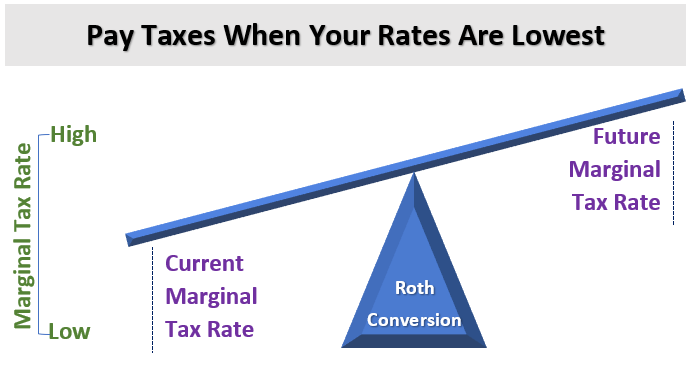 Pay Taxes When Your Rates Are Lowest
Marginal Tax Rate
High
Low
Current
Marginal
Tax Rate
Roth
Conversion
Future
Marginal
Tax Rate